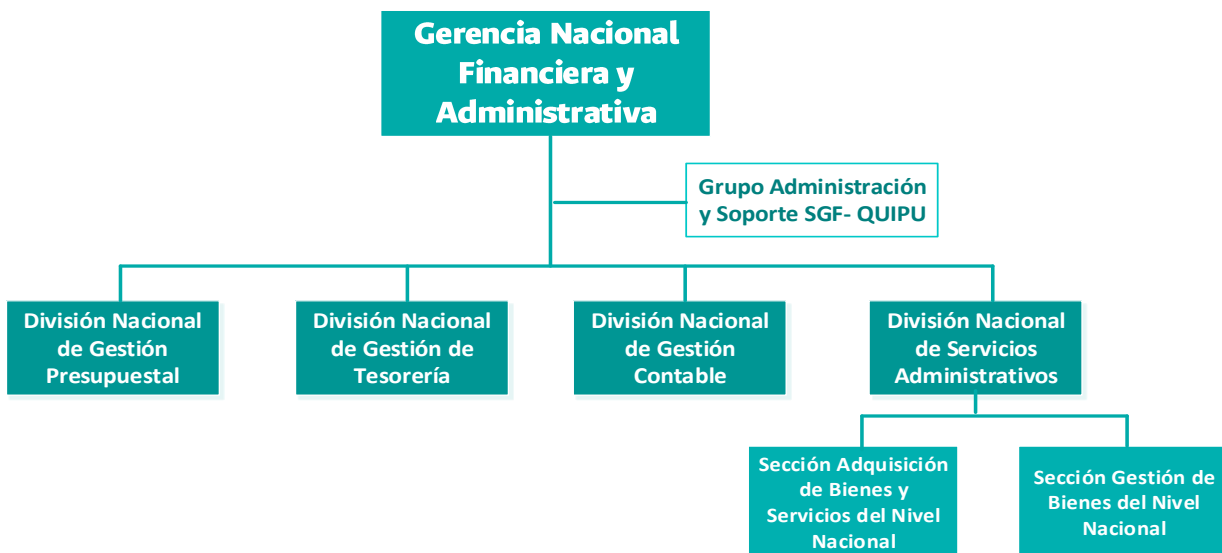 Gerencia Nacional
Financiera y
Administrativa
Grupo Administración
y Soporte SGF- QUIPU
División Nacional
de Gestión
Presupuestal
División Nacional
de Gestión de
Tesorería
División Nacional
de Gestión
Contable
División Nacional
de Servicios
Administrativos
Sección Adquisición
de Bienes y
Servicios del Nivel
Nacional
Sección Gestión de
Bienes del Nivel
Nacional